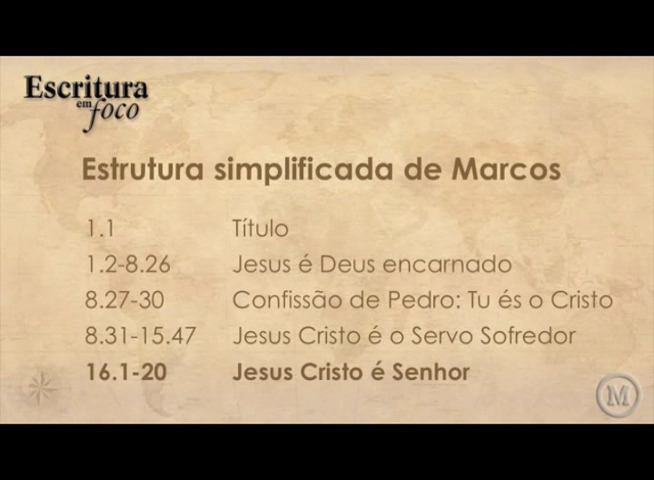 Escritura
em
foco
Estrutura simplificada de Marcos
1.1 Título
1.2-8.26 Jesus é Deus encarnado
8.27-30 Confissão de Pedro: Tu és o Cristo
8.31-15.47 Jesus Cristo é o Servo Sofredor
16.1-20 Jesus Cristo é Senhor
M